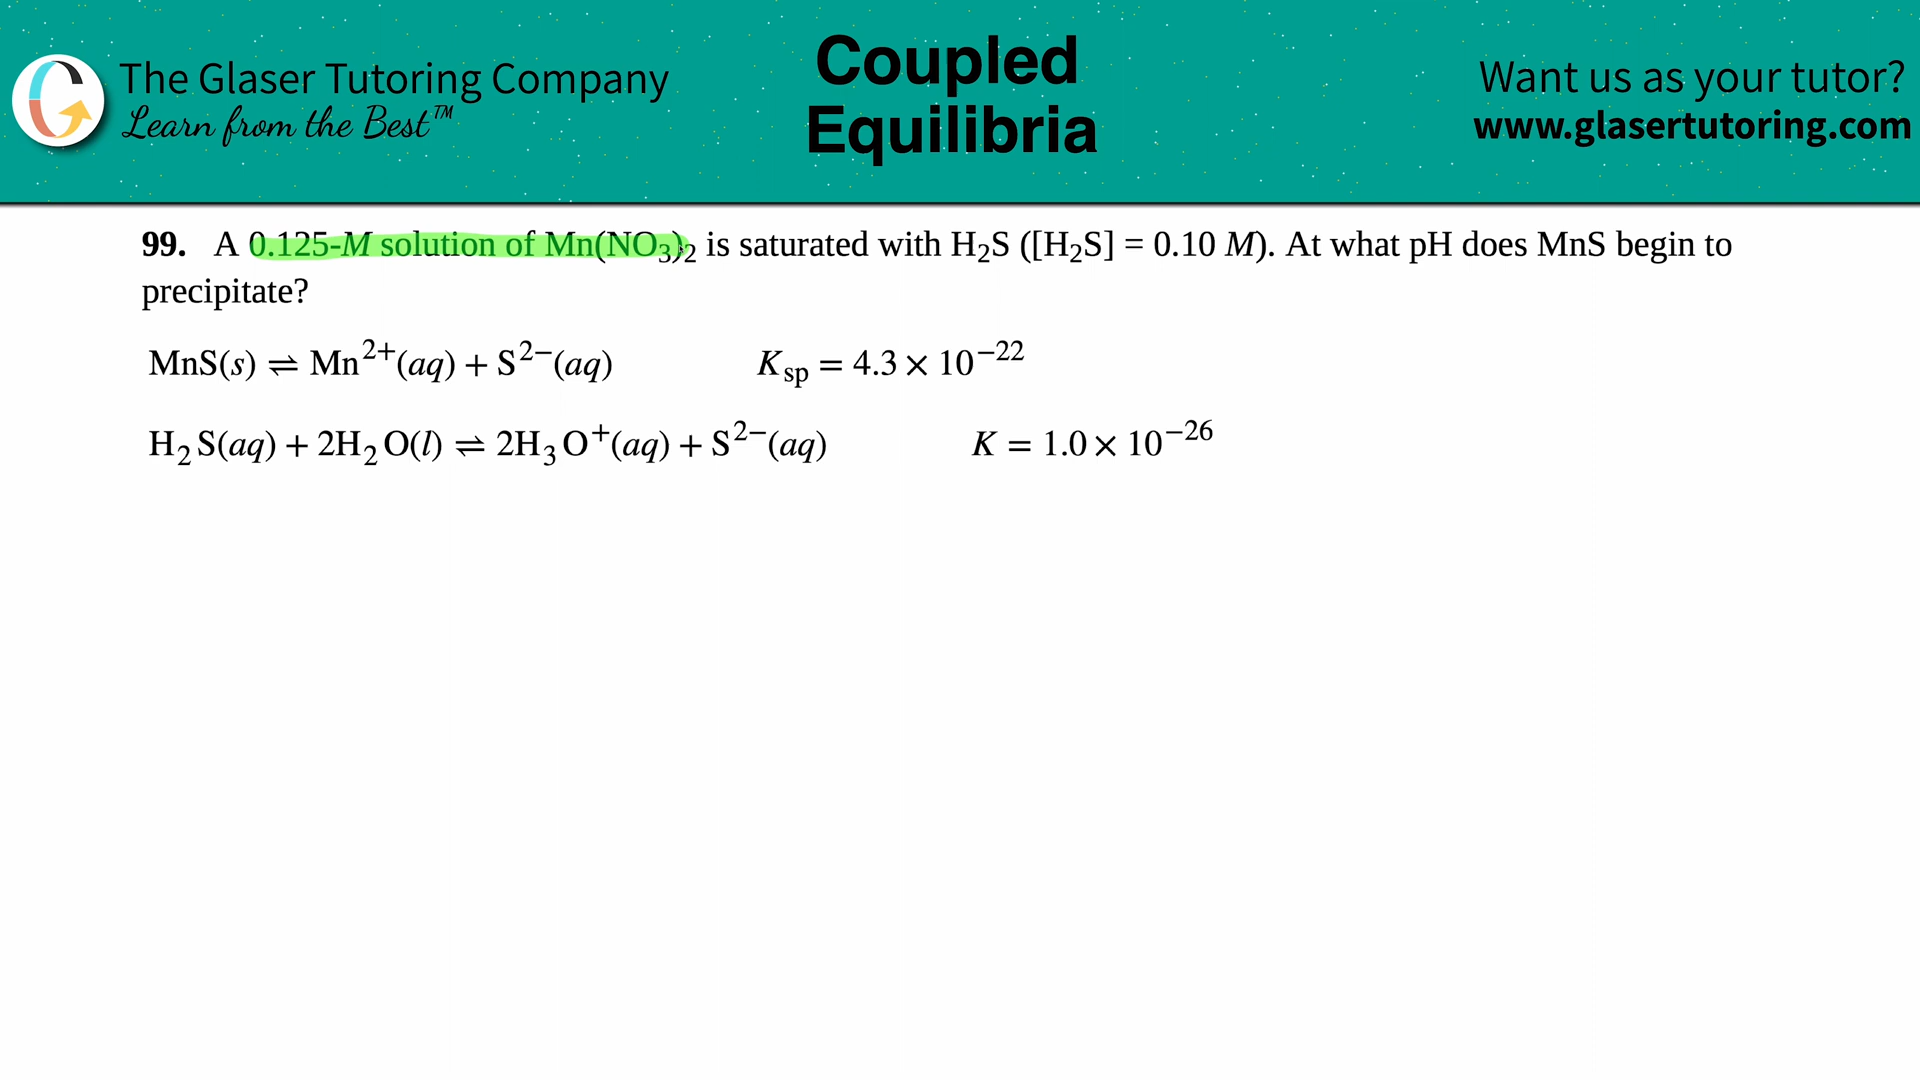 The Glaser Tutoring Company
Learn from the Best™
Coupled
Equilibria
Want us as your tutor?
www.glasertutoring.com
99. A 0.125-M solution of Mn(NO₃)₂ is saturated with H₂S ([H₂S] = 0.10 M). At what pH does MnS begin to
precipitate?
MnS(s) ⇌ Mn²⁺(aq) + S²⁻(aq) K_sp = 4.3 × 10⁻²²
H₂S(aq) + 2H₂O(l) ⇌ 2H₃O⁺(aq) + S²⁻(aq) K = 1.0 × 10⁻²⁶